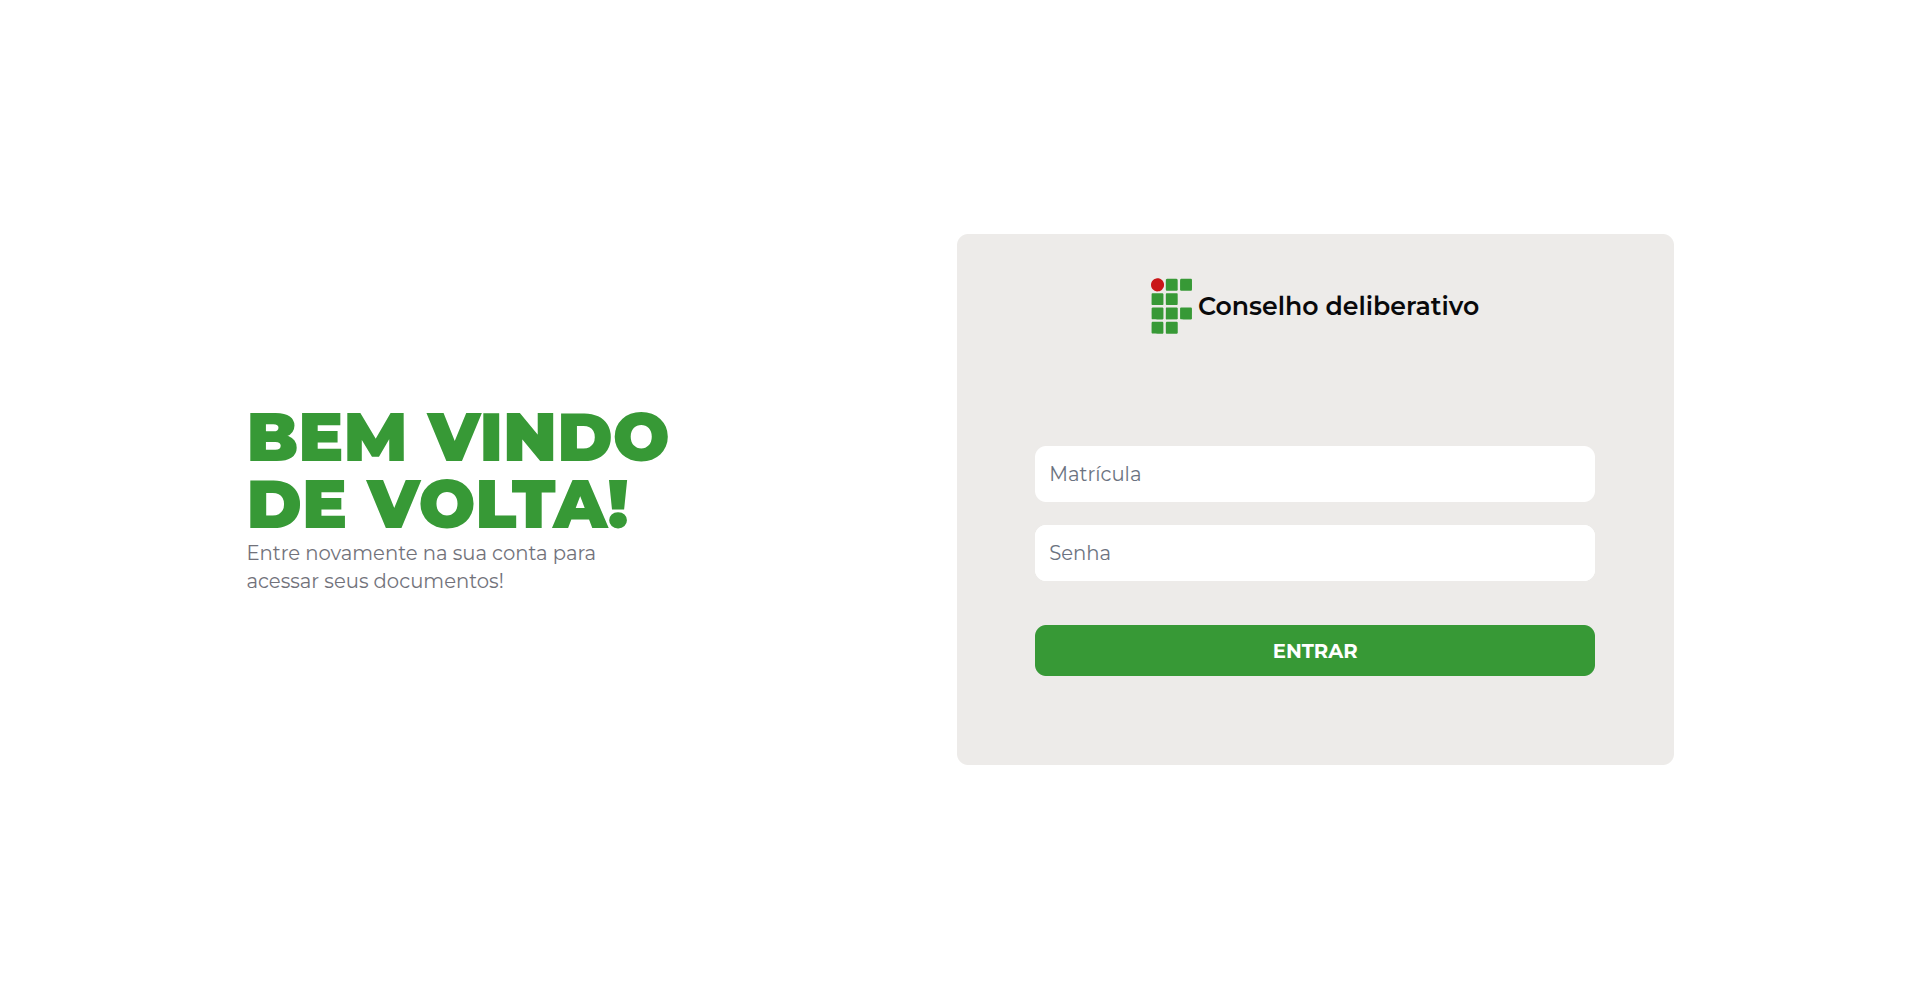 BEM VINDO
DE VOLTA!
Entre novamente na sua conta para
acessar seus documentos!
Conselho deliberativo
Matrícula
Senha
ENTRAR